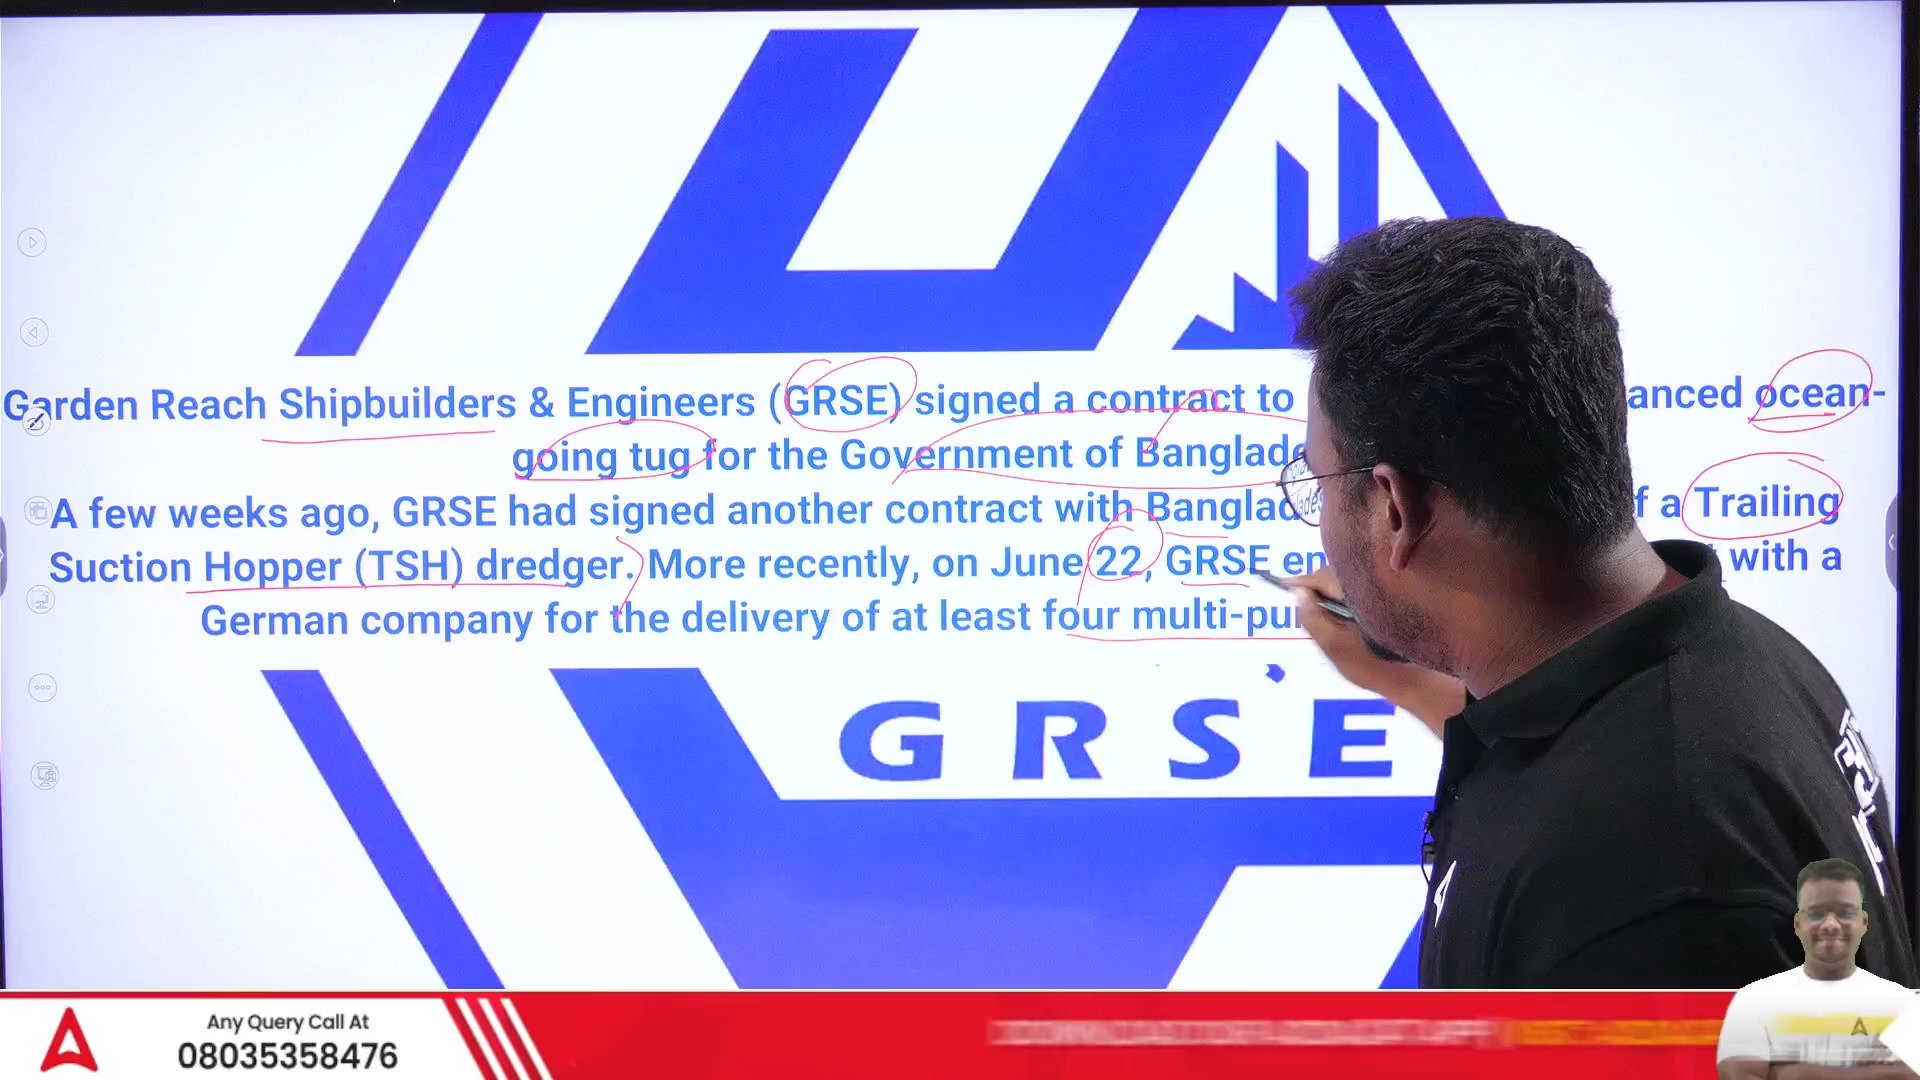 Garden Reach Shipbuilders & Engineers (GRSE) signed a contract to anced ocean-
going tug for the Government of Banglade
A few weeks ago, GRSE had signed another contract with Banglad f a Trailing
Suction Hopper (TSH) dredger. More recently, on June 22, GRSE en with a
German company for the delivery of at least four multi-pur
GRSE
Any Query Call At
08035358476